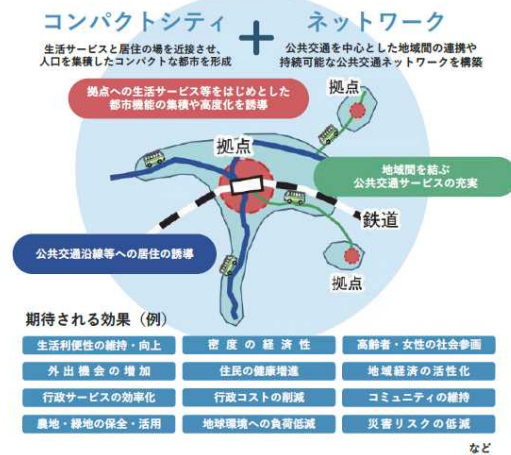 コンパクトシティ
生活サービスと居住の場を近接させ、
人口を集積したコンパクトな都市を形成
+
ネットワーク
公共交通を中心とした地域間の連携や
持続可能な公共交通ネットワークを構築
拠点への生活サービス等をはじめとした
都市機能の集積や高度化を誘導
拠点
拠点
地域間を結ぶ
公共交通サービスの充実
鉄道
公共交通沿線等への居住の誘導
拠点
期待される効果(例)
生活利便性の維持・向上
密度の経済性
高齢者・女性の社会参画
外出機会の増加
住民の健康増進
地域経済の活性化
行政サービスの効率化
行政コストの削減
コミュニティの維持
農地・緑地の保全・活用
地球環境への負荷低減
災害リスクの低減
など